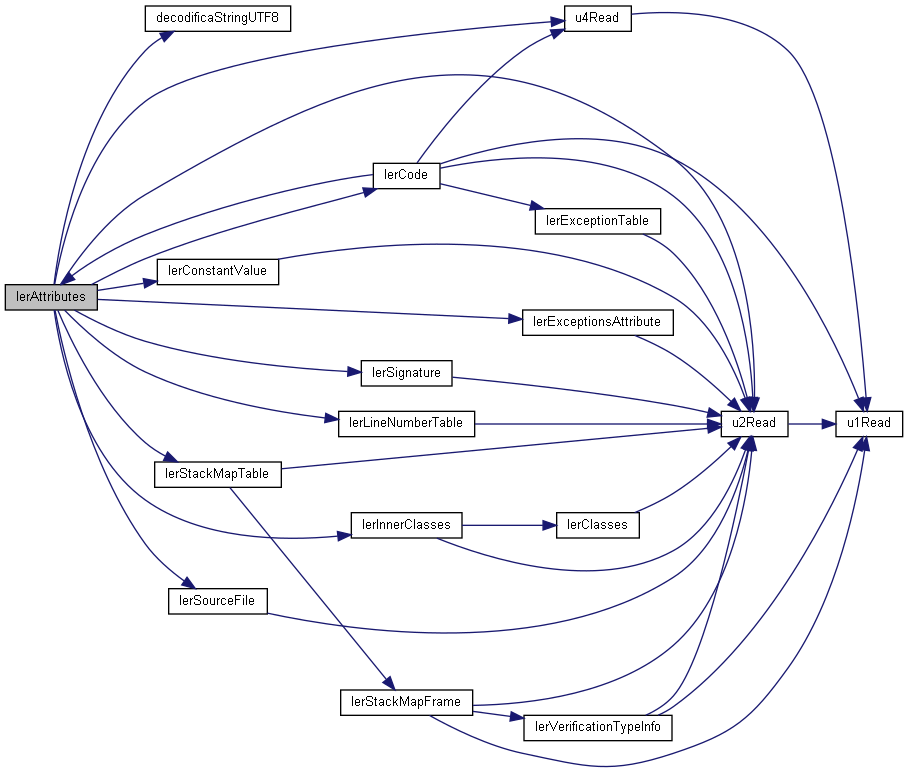 decodificaStringUTF8
u4Read
lerCode
lerExceptionTable
lerConstantValue
lerAttributes
lerExceptionsAttribute
lerSignature
lerLineNumberTable
u2Read
u1Read
lerStackMapTable
lerInnerClasses
lerClasses
lerSourceFile
lerStackMapFrame
lerVerificationTypeInfo